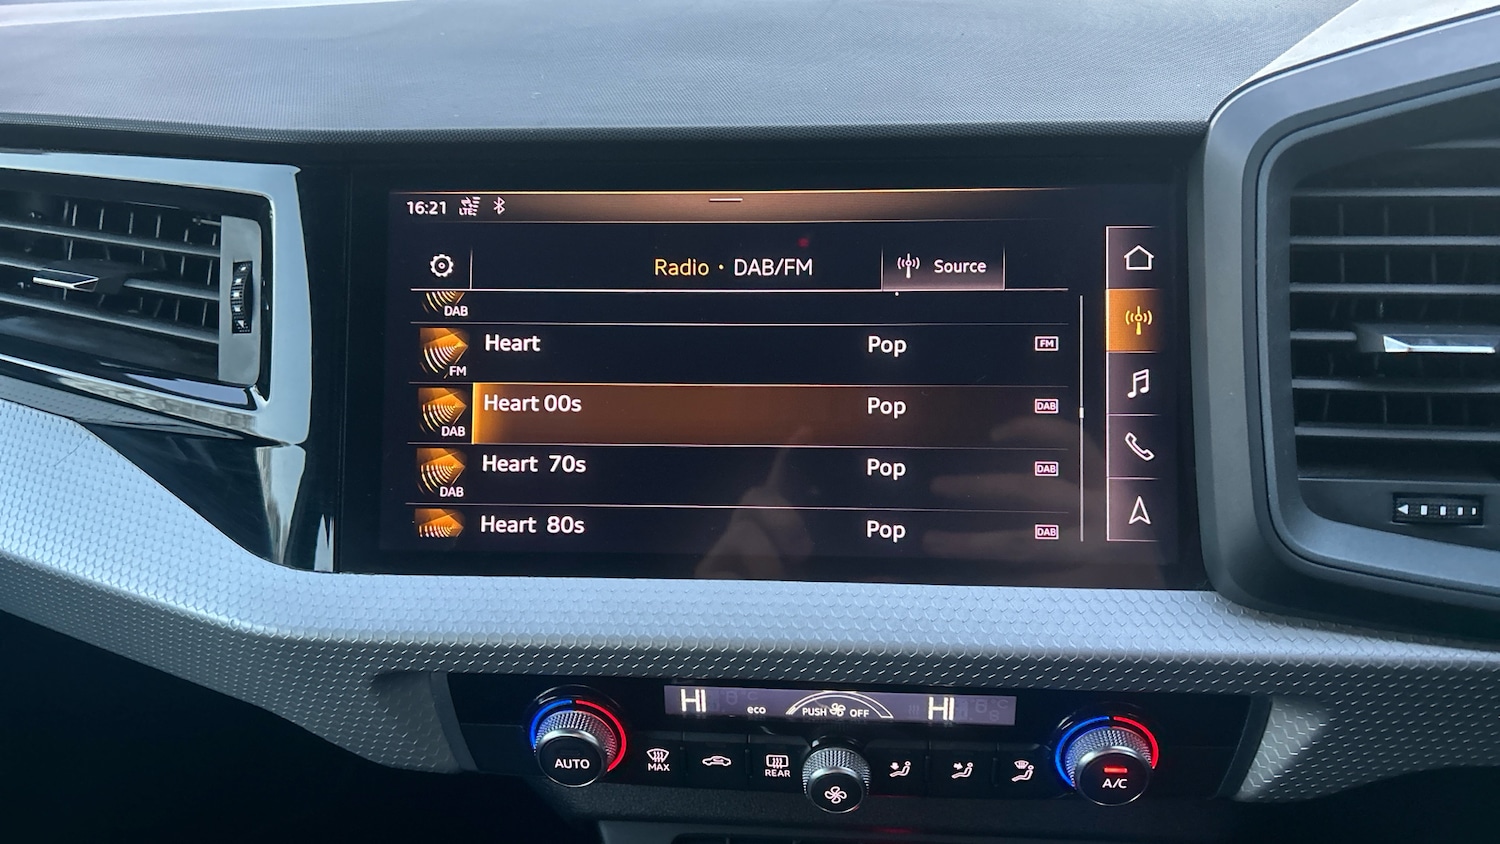 16:21 LTE
Radio · DAB/FM Source
DAB
Heart Pop FM
FM
Heart 00s Pop DAB
DAB
Heart 70s Pop DAB
DAB
Heart 80s Pop DAB
HI eco PUSH OFF HI
AUTO MAX REAR A/C